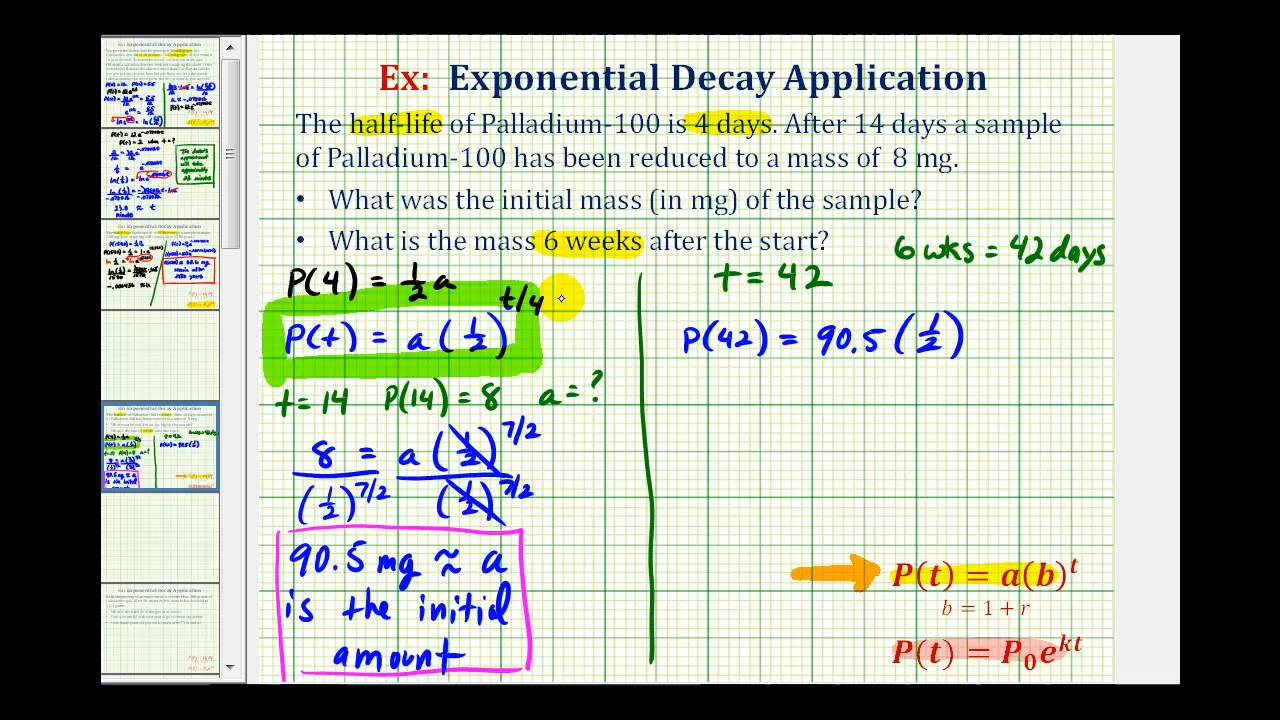 Ex: Exponential Decay Application
The half-life of Palladium-100 is 4 days. After 14 days a sample
of Palladium-100 has been reduced to a mass of 8 mg.
• What was the initial mass (in mg) of the sample?
• What is the mass 6 weeks after the start?
6 wks = 42 days
P(4) = 1/2 a
P(t) = a (1/2)^t/4
t = 14 P(14) = 8 a = ?
8 = a (1/2)^7/2
(1/2)^7/2 (1/2)^7/2
90.5 mg ≈ a
is the initial
amount
t = 42
P(42) = 90.5 (1/2)
P(t) = a(b)^t
b = 1 + r
P(t) = P₀e^kt